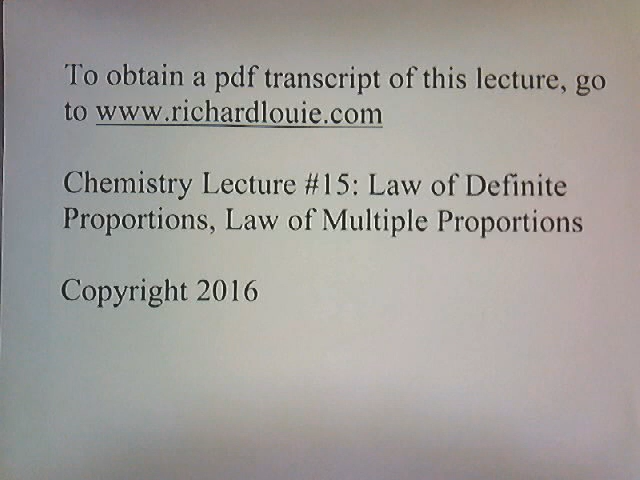 To obtain a pdf transcript of this lecture, go
to www.richardlouie.com
Chemistry Lecture #15: Law of Definite
Proportions, Law of Multiple Proportions
Copyright 2016